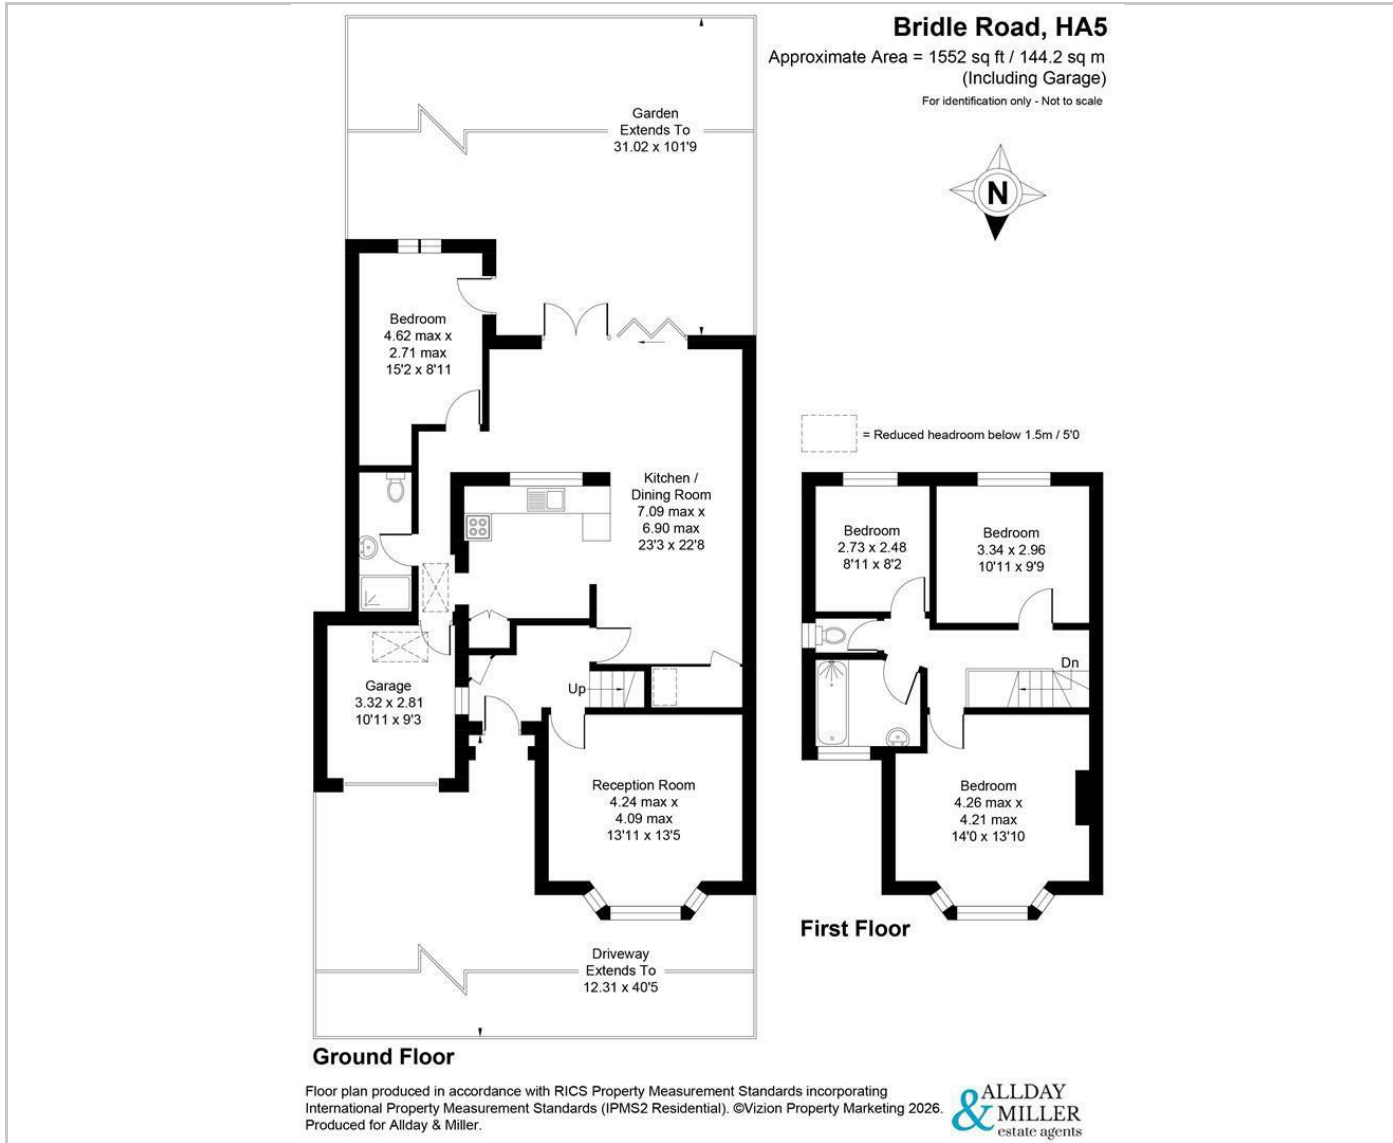 Bridle Road, HA5
Approximate Area = 1552 sq ft / 144.2 sq m
(Including Garage)
For identification only - Not to scale
N
Garden
Extends To
31.02 x 101'9
Bedroom
4.62 max x
2.71 max
15'2 x 8'11
Kitchen /
Dining Room
7.09 max x
6.90 max
23'3 x 22'8
Garage
3.32 x 2.81
10'11 x 9'3
Up
Reception Room
4.24 max x
4.09 max
13'11 x 13'5
Driveway
Extends To
12.31 x 40'5
Ground Floor
= Reduced headroom below 1.5m / 5'0
Bedroom
2.73 x 2.48
8'11 x 8'2
Bedroom
3.34 x 2.96
10'11 x 9'9
Dn
Bedroom
4.26 max x
4.21 max
14'0 x 13'10
First Floor
Floor plan produced in accordance with RICS Property Measurement Standards incorporating
International Property Measurement Standards (IPMS2 Residential). ©Vizion Property Marketing 2026.
Produced for Allday & Miller.
ALLDAY
& MILLER
estate agents